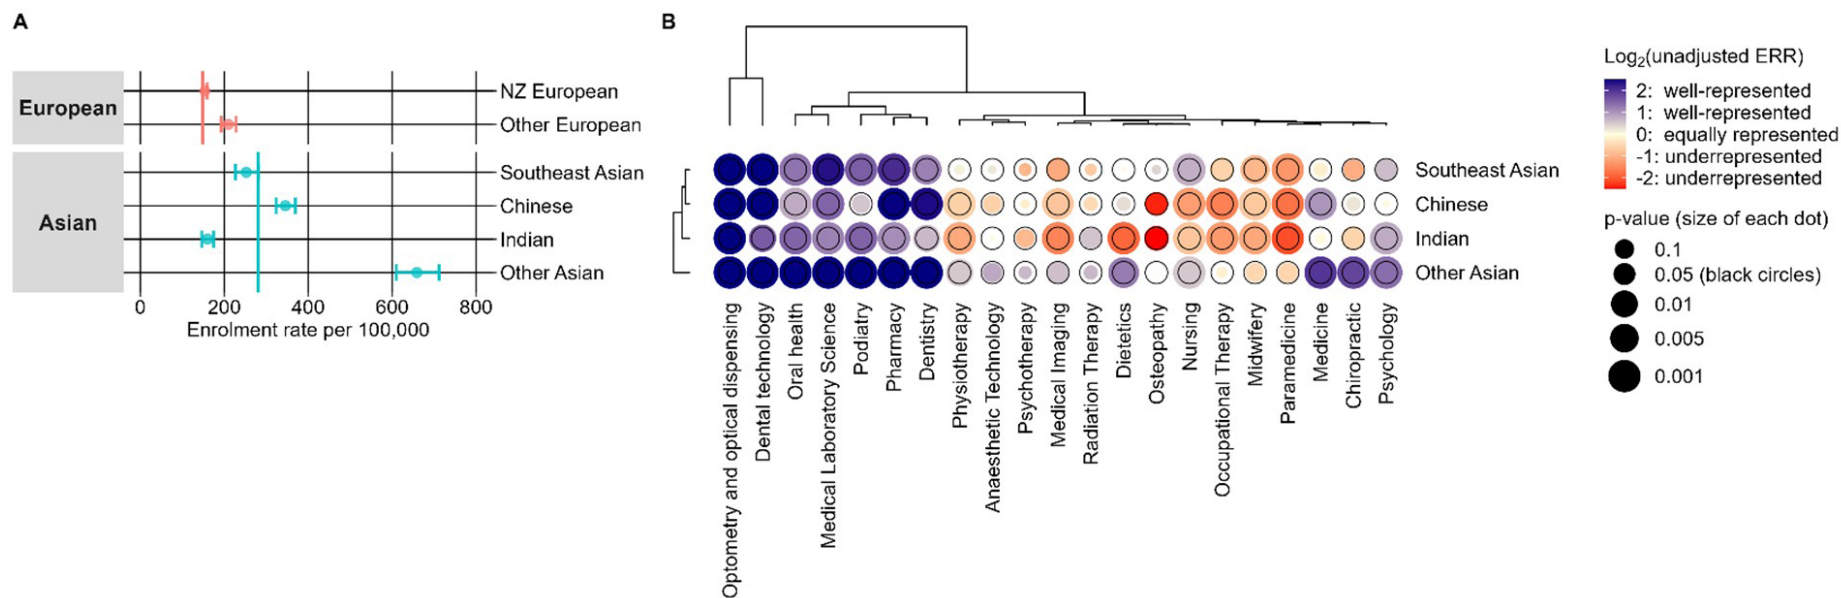 A
European
Asian
NZ European
Other European
Southeast Asian
Chinese
Indian
Other Asian
0 200 400 600 800
Enrolment rate per 100,000
B
Southeast Asian
Chinese
Indian
Other Asian
Optometry and optical dispensing
Dental technology
Oral health
Medical Laboratory Science
Podiatry
Pharmacy
Dentistry
Physiotherapy
Anaesthetic Technology
Psychotherapy
Medical Imaging
Radiation Therapy
Dietetics
Osteopathy
Nursing
Occupational Therapy
Midwifery
Paramedicine
Medicine
Chiropractic
Psychology
Log₂(unadjusted ERR)
2: well-represented
1: well-represented
0: equally represented
-1: underrepresented
-2: underrepresented
p-value (size of each dot)
0.1
0.05 (black circles)
0.01
0.005
0.001